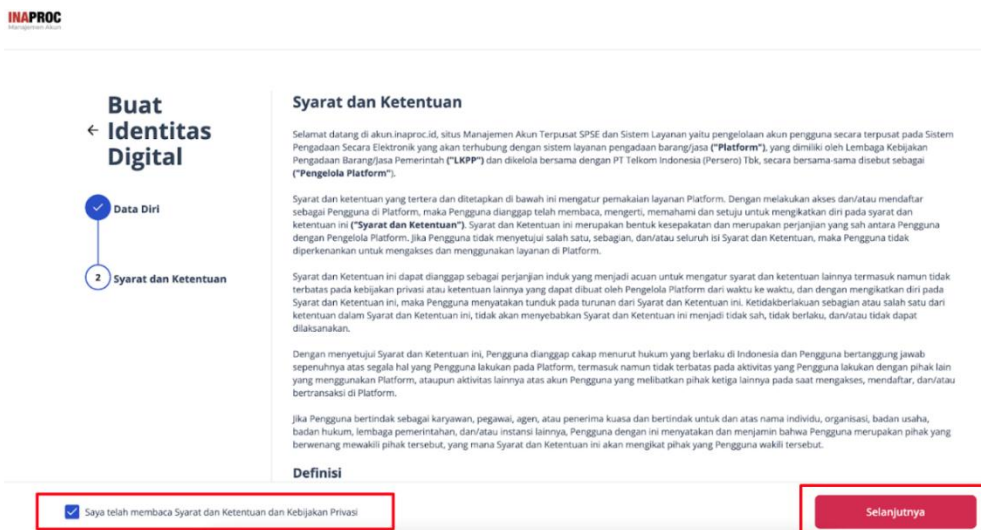 INAPROC
Manajemen Akun
Buat
← Identitas
Digital
Data Diri
2 Syarat dan Ketentuan
Syarat dan Ketentuan
Selamat datang di akun.inaproc.id, situs Manajemen Akun Terpusat SPSE dan Sistem Layanan yaitu pengelolaan akun pengguna secara terpusat pada Sistem
Pengadaan Secara Elektronik yang akan terhubung dengan sistem layanan pengadaan barang/jasa ("Platform"), yang dimiliki oleh Lembaga Kebijakan
Pengadaan Barang/Jasa Pemerintah ("LKPP") dan dikelola bersama dengan PT Telkom Indonesia (Persero) Tbk, secara bersama-sama disebut sebagai
("Pengelola Platform").
Syarat dan ketentuan yang tertera dan ditetapkan di bawah ini mengatur pemakaian layanan Platform. Dengan melakukan akses dan/atau mendaftar
sebagai Pengguna di Platform, maka Pengguna dianggap telah membaca, mengerti, memahami dan setuju untuk mengikatkan diri pada syarat dan
ketentuan ini ("Syarat dan Ketentuan"). Syarat dan Ketentuan ini merupakan bentuk kesepakatan dan merupakan perjanjian yang sah antara Pengguna
dengan Pengelola Platform. Jika Pengguna tidak menyetujui salah satu, sebagian, dan/atau seluruh isi Syarat dan Ketentuan, maka Pengguna tidak
diperkenankan untuk mengakses dan menggunakan layanan di Platform.
Syarat dan Ketentuan ini dapat dianggap sebagai perjanjian induk yang menjadi acuan untuk mengatur syarat dan ketentuan lainnya termasuk namun tidak
terbatas pada kebijakan privasi atau ketentuan lainnya yang dapat dibuat oleh Pengelola Platform dari waktu ke waktu, dan dengan mengikatkan diri pada
Syarat dan Ketentuan ini, maka Pengguna menyatakan tunduk pada turunan dari Syarat dan Ketentuan ini. Ketidakberlakuan sebagian atau salah satu dari
ketentuan dalam Syarat dan Ketentuan ini, tidak akan menyebabkan Syarat dan Ketentuan ini menjadi tidak sah, tidak berlaku, dan/atau tidak dapat
dilaksanakan.
Dengan menyetujui Syarat dan Ketentuan ini, Pengguna dianggap cakap menurut hukum yang berlaku di Indonesia dan Pengguna bertanggung jawab
sepenuhnya atas segala hal yang Pengguna lakukan pada Platform, termasuk namun tidak terbatas pada aktivitas yang Pengguna lakukan dengan pihak lain
yang menggunakan Platform, ataupun aktivitas lainnya atas akun Pengguna yang melibatkan pihak ketiga lainnya pada saat mengakses, mendaftar, dan/atau
bertransaksi di Platform.
Jika Pengguna bertindak sebagai karyawan, pegawai, agen, atau penerima kuasa dan bertindak untuk dan atas nama individu, organisasi, badan usaha,
badan hukum, lembaga pemerintahan, dan/atau instansi lainnya, Pengguna dengan ini menyatakan dan menjamin bahwa Pengguna merupakan pihak yang
berwenang mewakili pihak tersebut, yang mana Syarat dan Ketentuan ini akan mengikat pihak yang Pengguna wakili tersebut.
Definisi
Saya telah membaca Syarat dan Ketentuan dan Kebijakan Privasi
Selanjutnya